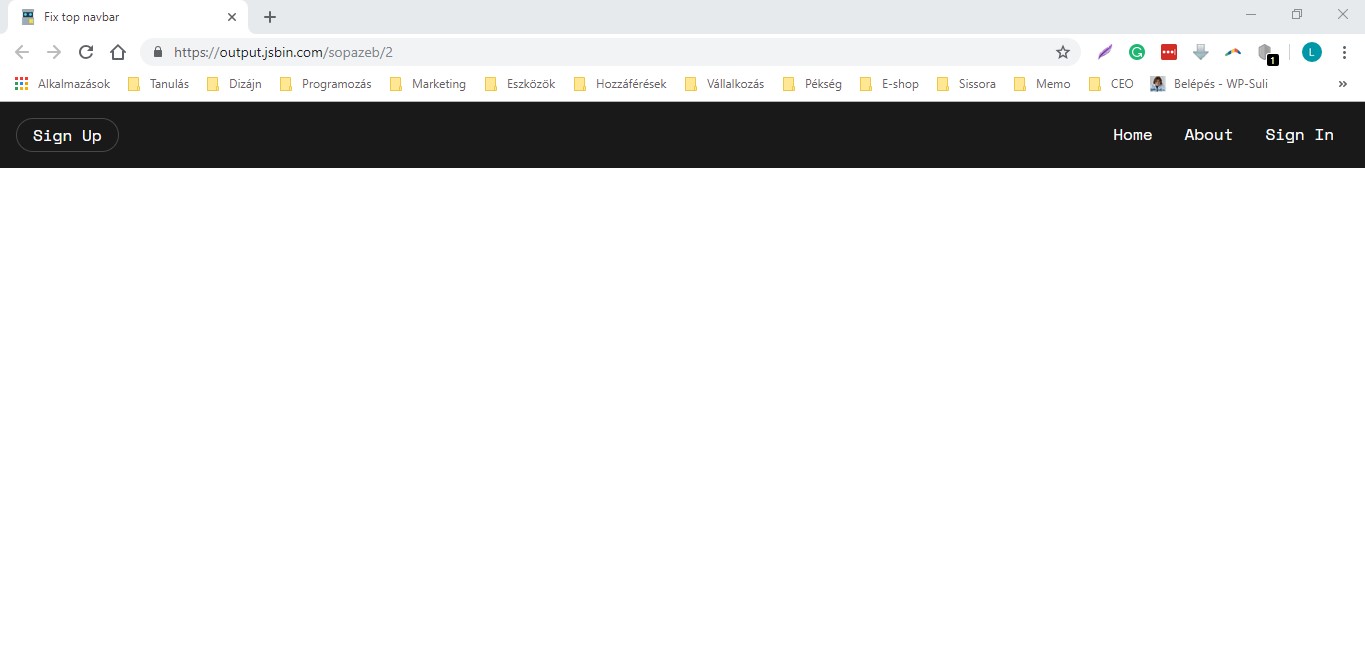 Fix top navbar
https://output.jsbin.com/sopazeb/2
L
1
Alkalmazások Tanulás Dizájn Programozás Marketing Eszközök Hozzáférések Vállalkozás Pékség E-shop Sissora Memo CEO Belépés - WP-Suli »
Sign Up Home About Sign In